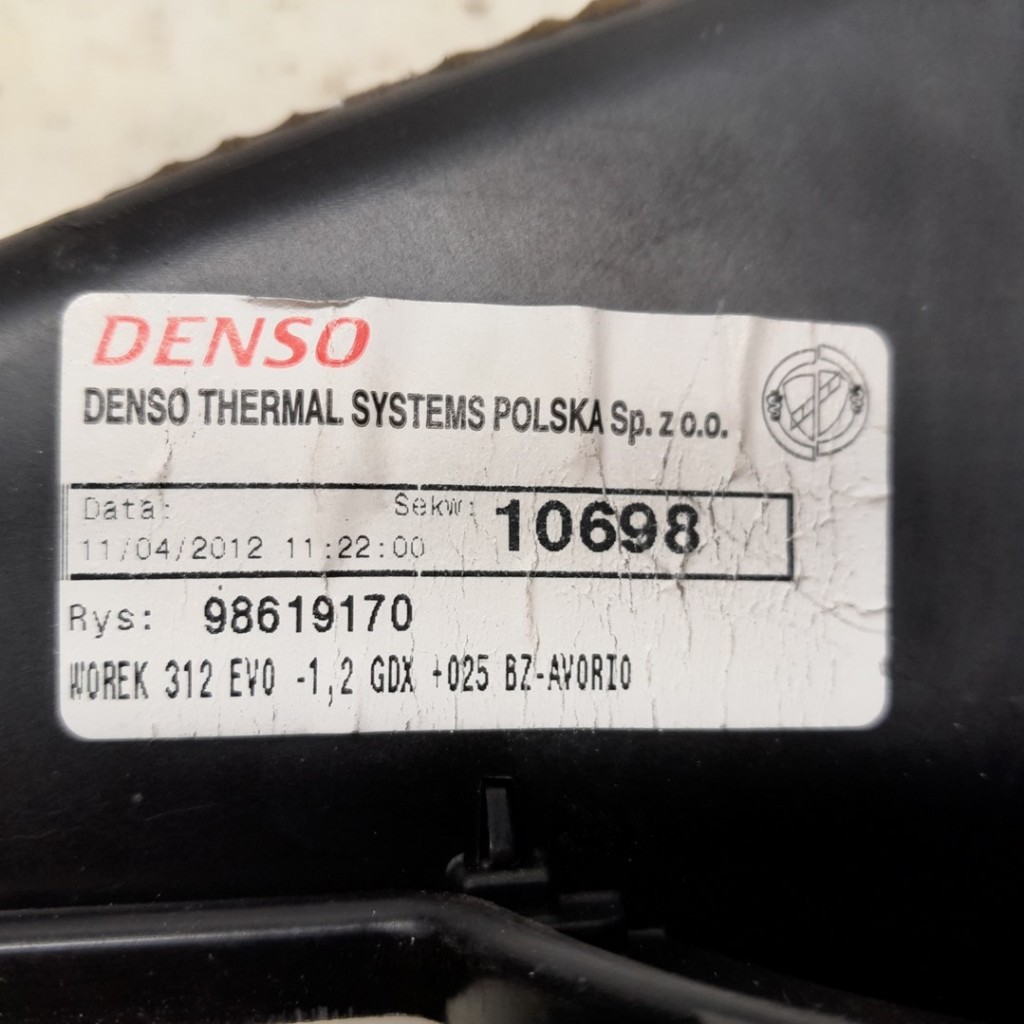 DENSO
DENSO THERMAL SYSTEMS POLSKA Sp. z o.o.
Data: Sekw: 10698
11/04/2012 11:22:00
Rys: 98619170
WOREK 312 EVO -1,2 GDX +025 BZ-AVORIO